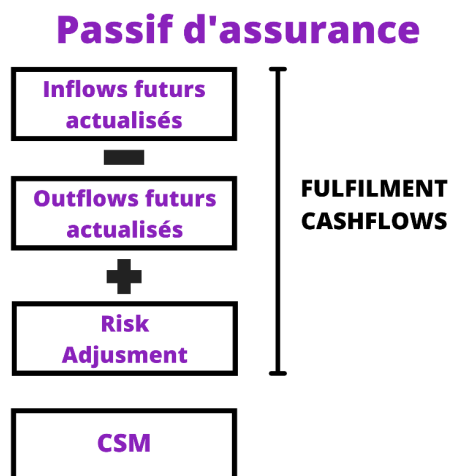 Passif d'assurance
Inflows futurs
actualisés
Outflows futurs
actualisés
FULFILMENT
CASHFLOWS
Risk
Adjusment
CSM